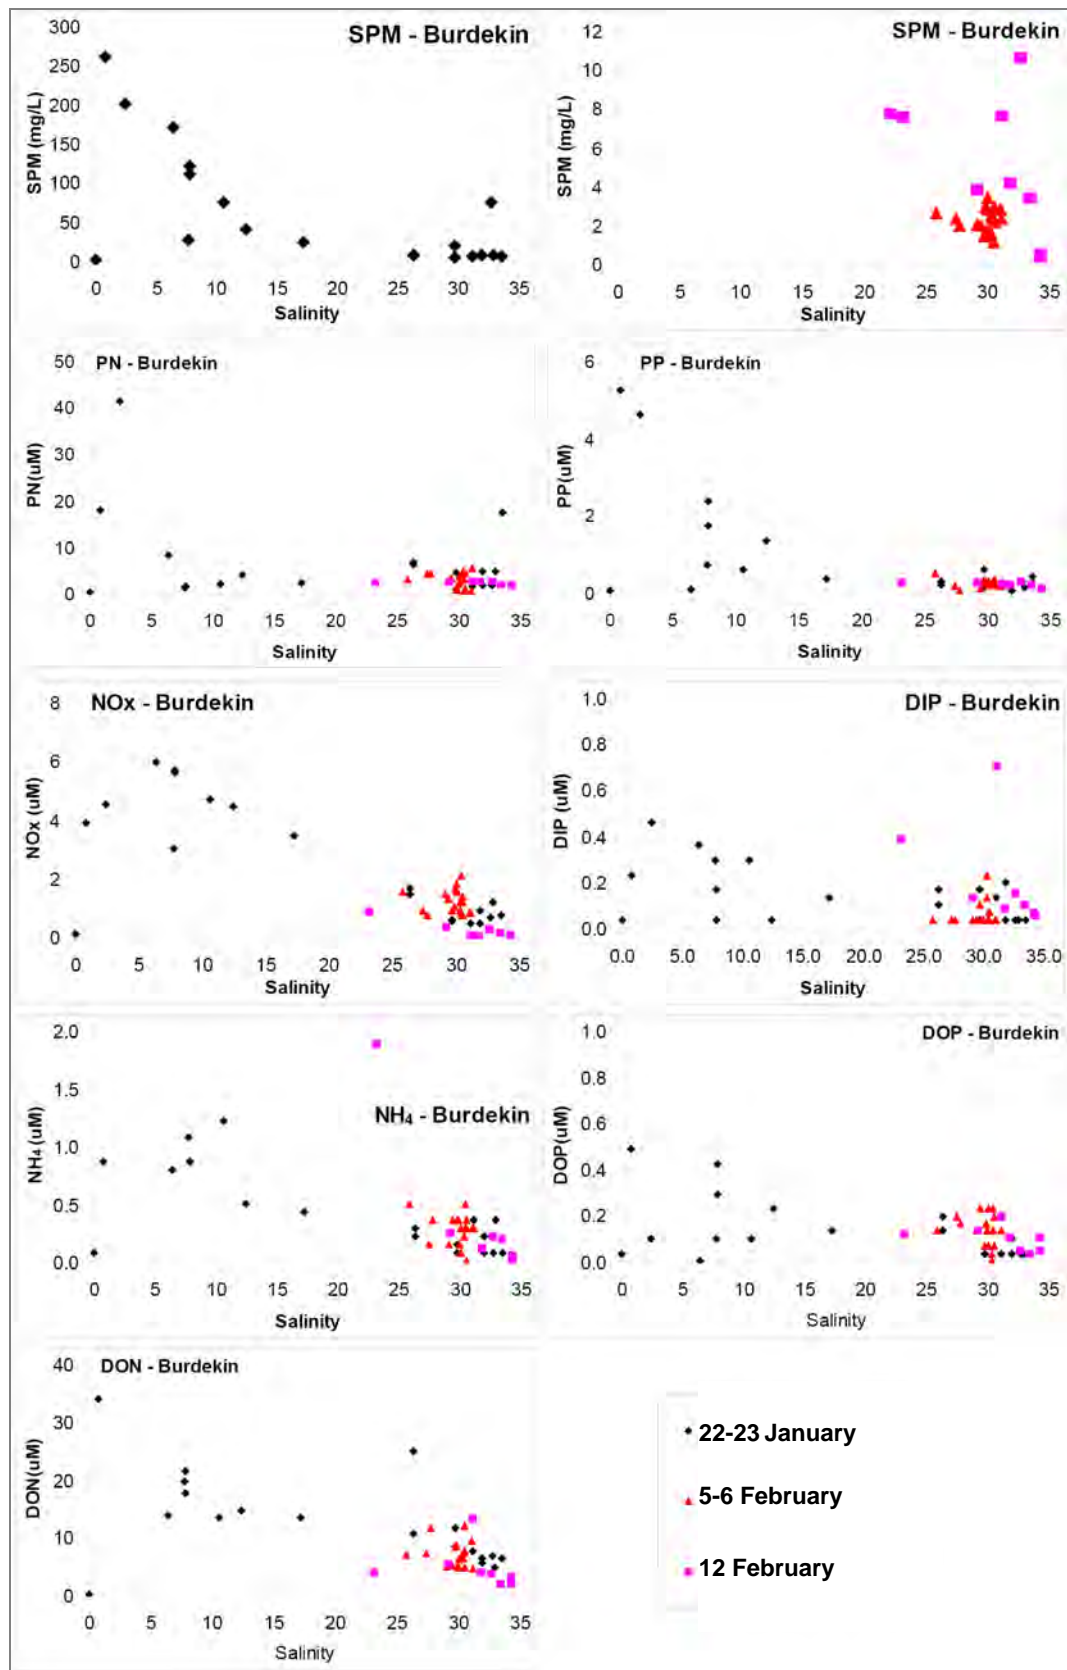 SPM - Burdekin
300
250
200
150
100
50
0
SPM (mg/L)
0 5 10 15 20 25 30 35
Salinity
SPM - Burdekin
12
10
8
6
4
2
0
SPM (mg/L)
0 5 10 15 20 25 30 35
Salinity
PN - Burdekin
50
40
30
20
10
0
PN(uM)
0 5 10 15 20 25 30 35
Salinity
PP - Burdekin
6
4
2
0
PP(uM)
0 5 10 15 20 25 30 35
Salinity
NOx - Burdekin
8
6
4
2
0
NOx (uM)
0 5 10 15 20 25 30 35
Salinity
DIP - Burdekin
1.0
0.8
0.6
0.4
0.2
0.0
DIP (uM)
0.0 5.0 10.0 15.0 20.0 25.0 30.0 35.0
Salinity
2.0
1.5
1.0
0.5
0.0
NH₄ (uM)
NH₄ - Burdekin
0 5 10 15 20 25 30 35
Salinity
DOP - Burdekin
1.0
0.8
0.6
0.4
0.2
0.0
DOP(uM)
0 5 10 15 20 25 30 35
Salinity
DON - Burdekin
40
30
20
10
0
DON(uM)
0 5 10 15 20 25 30 35
Salinity
22-23 January
5-6 February
12 February